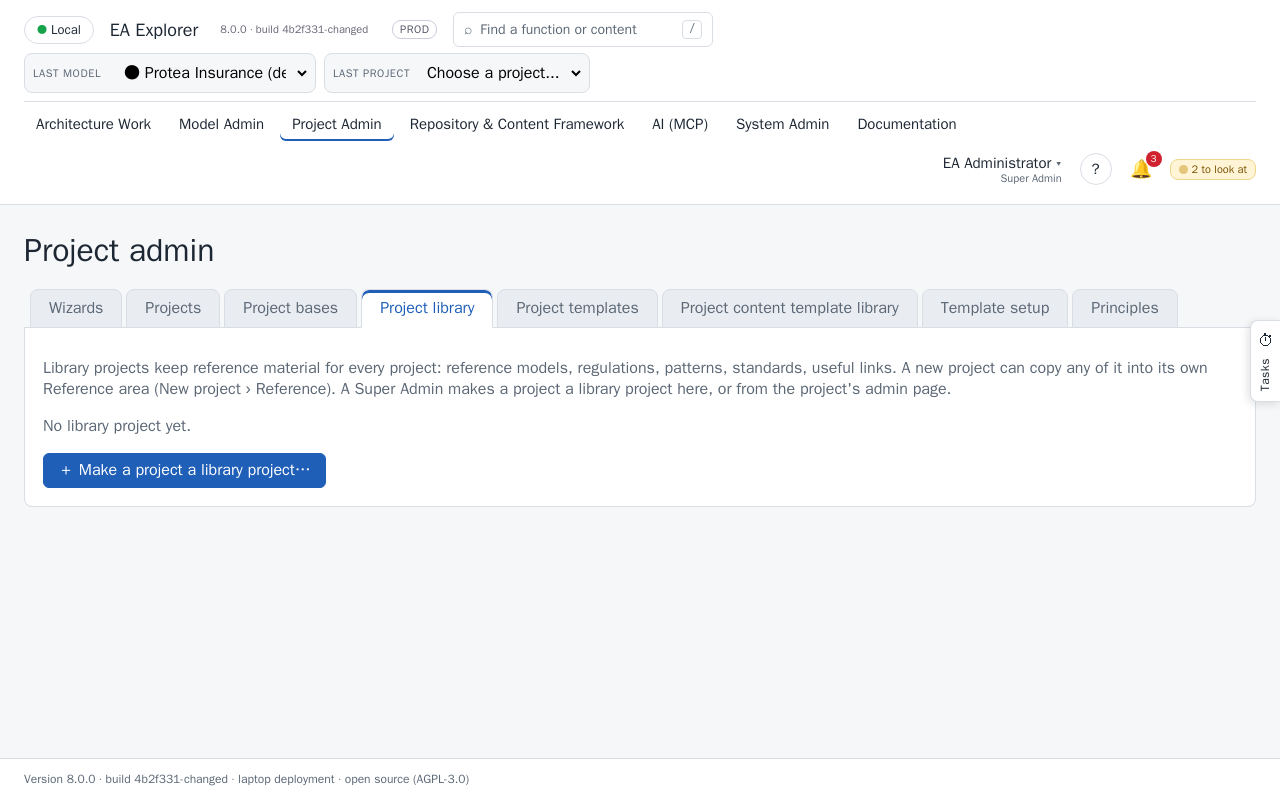 Local
EA Explorer
8.0.0 · build 4b2f331-changed
PROD
Find a function or content
/
LAST MODEL
Protea Insurance (de
LAST PROJECT
Choose a project...
Architecture Work
Model Admin
Project Admin
Repository & Content Framework
AI (MCP)
System Admin
Documentation
EA Administrator
Super Admin
?
3
2 to look at
Project admin
Wizards
Projects
Project bases
Project library
Project templates
Project content template library
Template setup
Principles
Library projects keep reference material for every project: reference models, regulations, patterns, standards, useful links. A new project can copy any of it into its own
Reference area (New project › Reference). A Super Admin makes a project a library project here, or from the project's admin page.
No library project yet.
+ Make a project a library project…
Tasks
Version 8.0.0 · build 4b2f331-changed · laptop deployment · open source (AGPL-3.0)